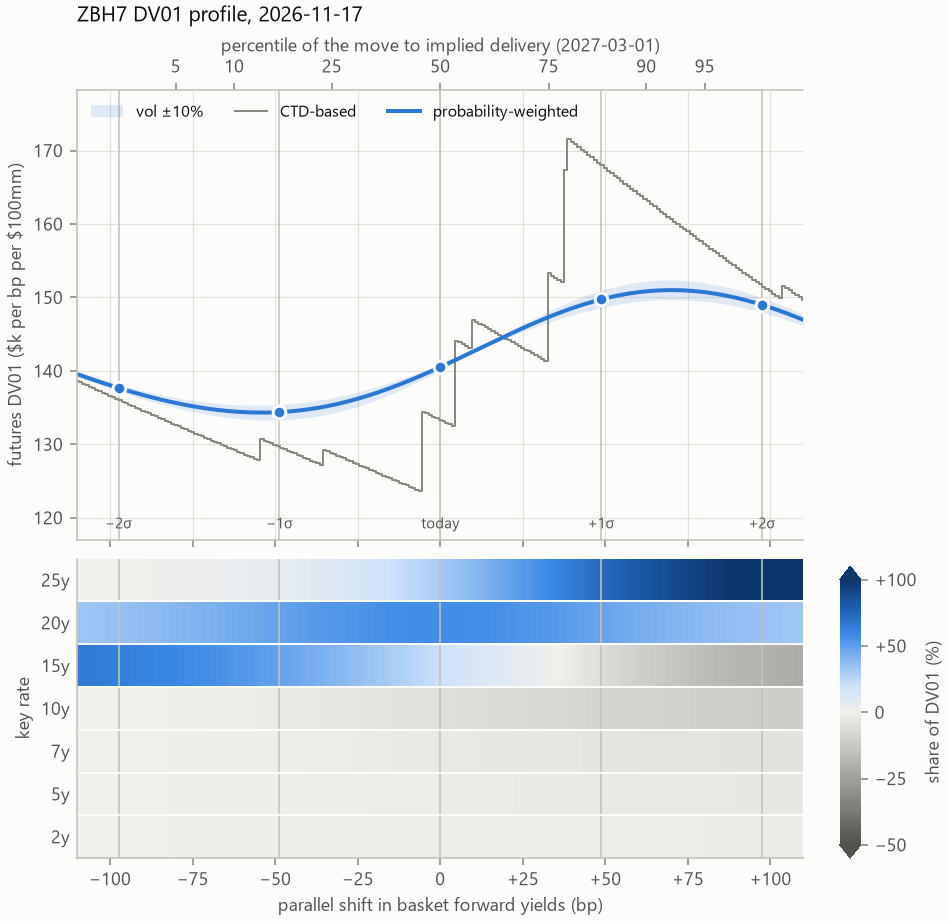 ZBH7 DV01 profile, 2026-11-17
percentile of the move to implied delivery (2027-03-01)
5 10 25 50 75 90 95
vol ±10% CTD-based probability-weighted
futures DV01 ($k per bp per $100mm)
170
160
150
140
130
120
−2σ −1σ today +1σ +2σ
key rate
25y
20y
15y
10y
7y
5y
2y
−100 −75 −50 −25 0 +25 +50 +75 +100
parallel shift in basket forward yields (bp)
+100
+50
0
−25
−50
share of DV01 (%)